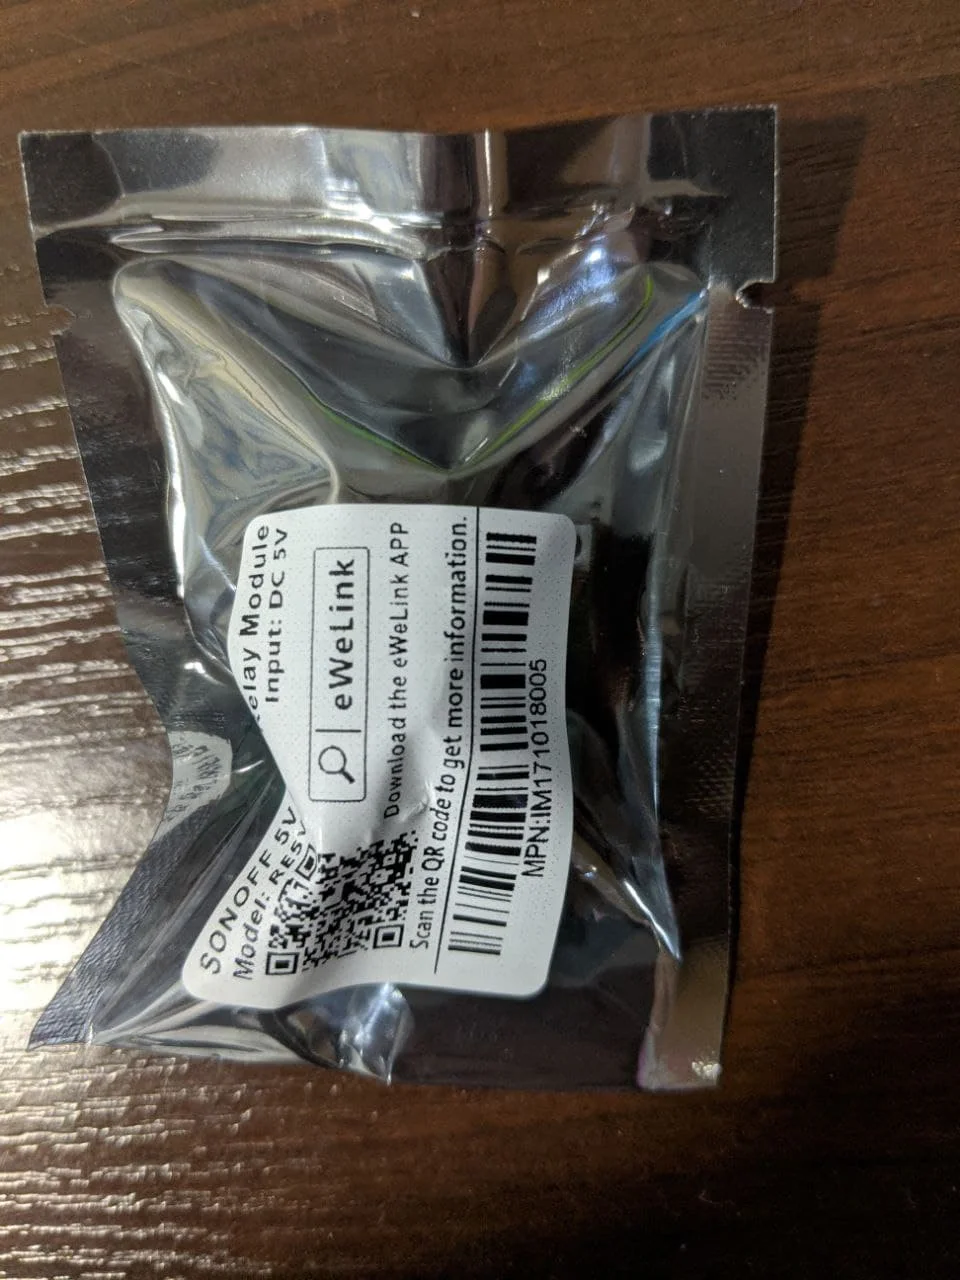 SONOFF 5V elay Module
Model: RE5V Input: DC 5V
eWeLink
Download the eWeLink APP
Scan the QR code to get more information.
MPN:IM171018005